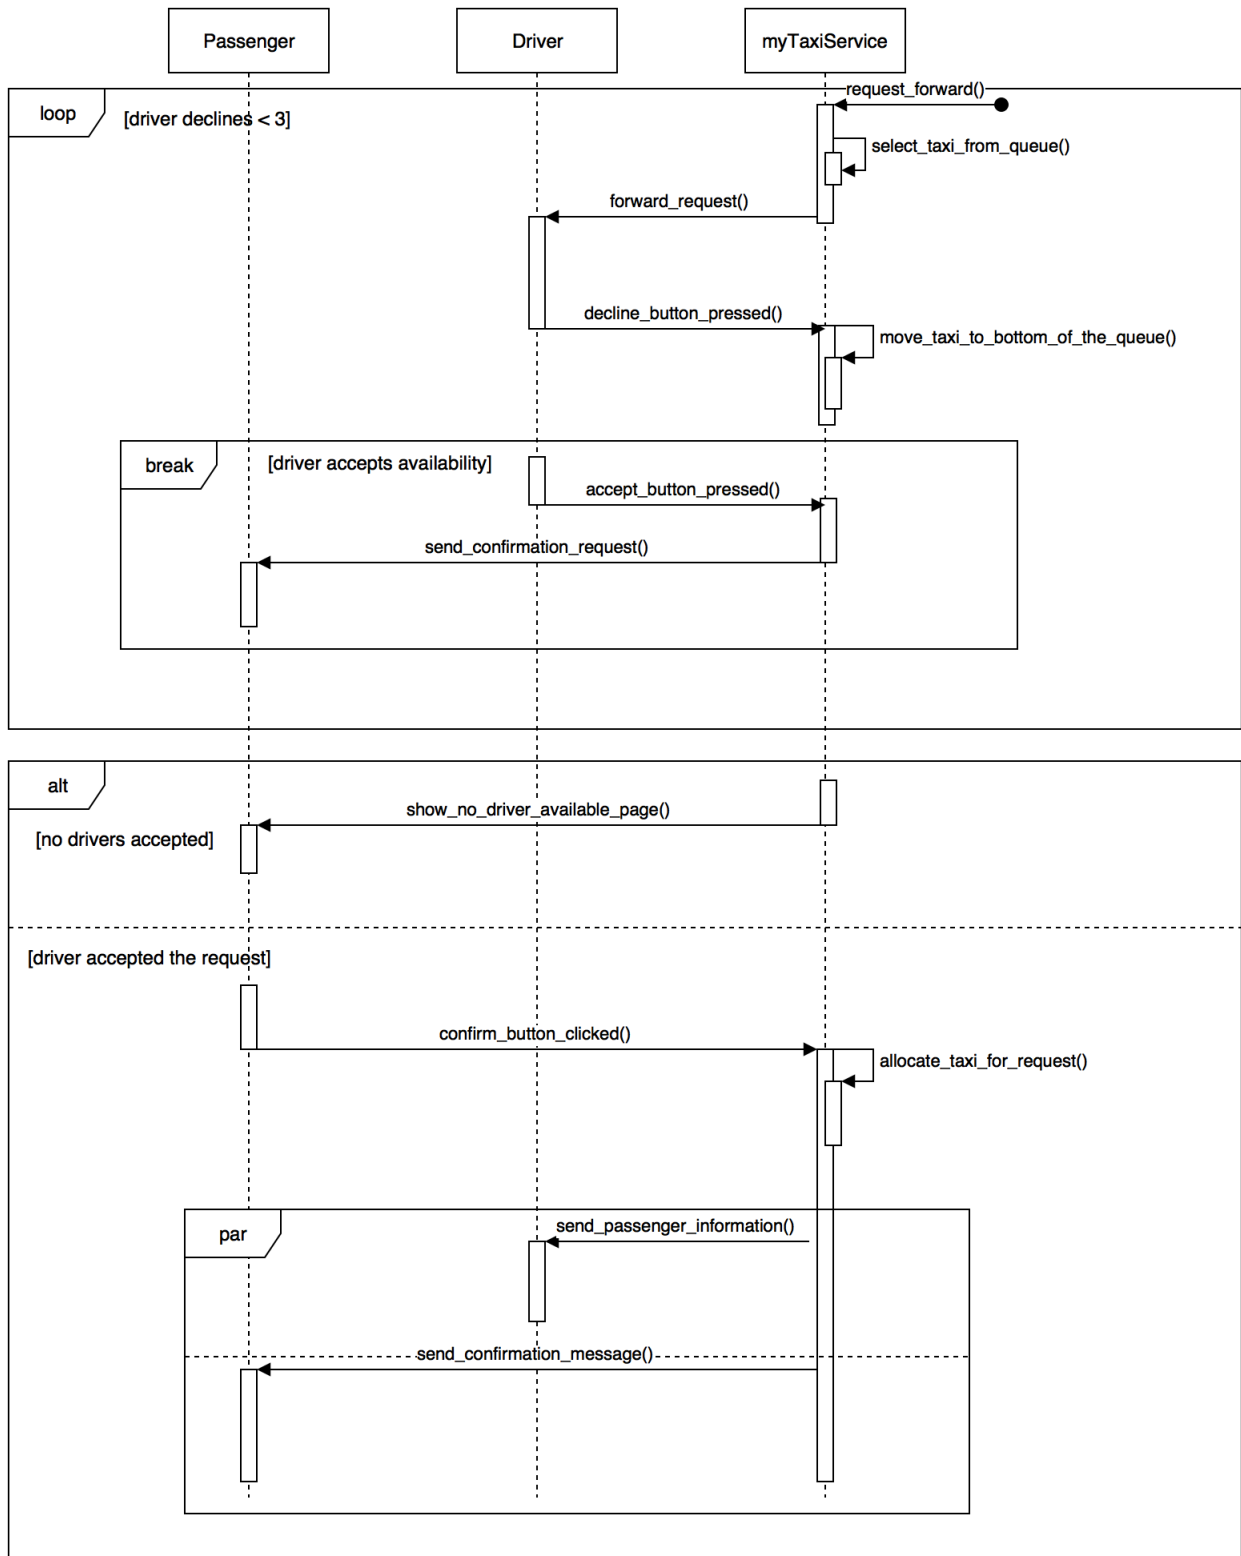 Passenger
Driver
myTaxiService
loop
[driver declines < 3]
request_forward()
select_taxi_from_queue()
forward_request()
decline_button_pressed()
move_taxi_to_bottom_of_the_queue()
break
[driver accepts availability]
accept_button_pressed()
send_confirmation_request()
alt
show_no_driver_available_page()
[no drivers accepted]
[driver accepted the request]
confirm_button_clicked()
allocate_taxi_for_request()
par
send_passenger_information()
send_confirmation_message()